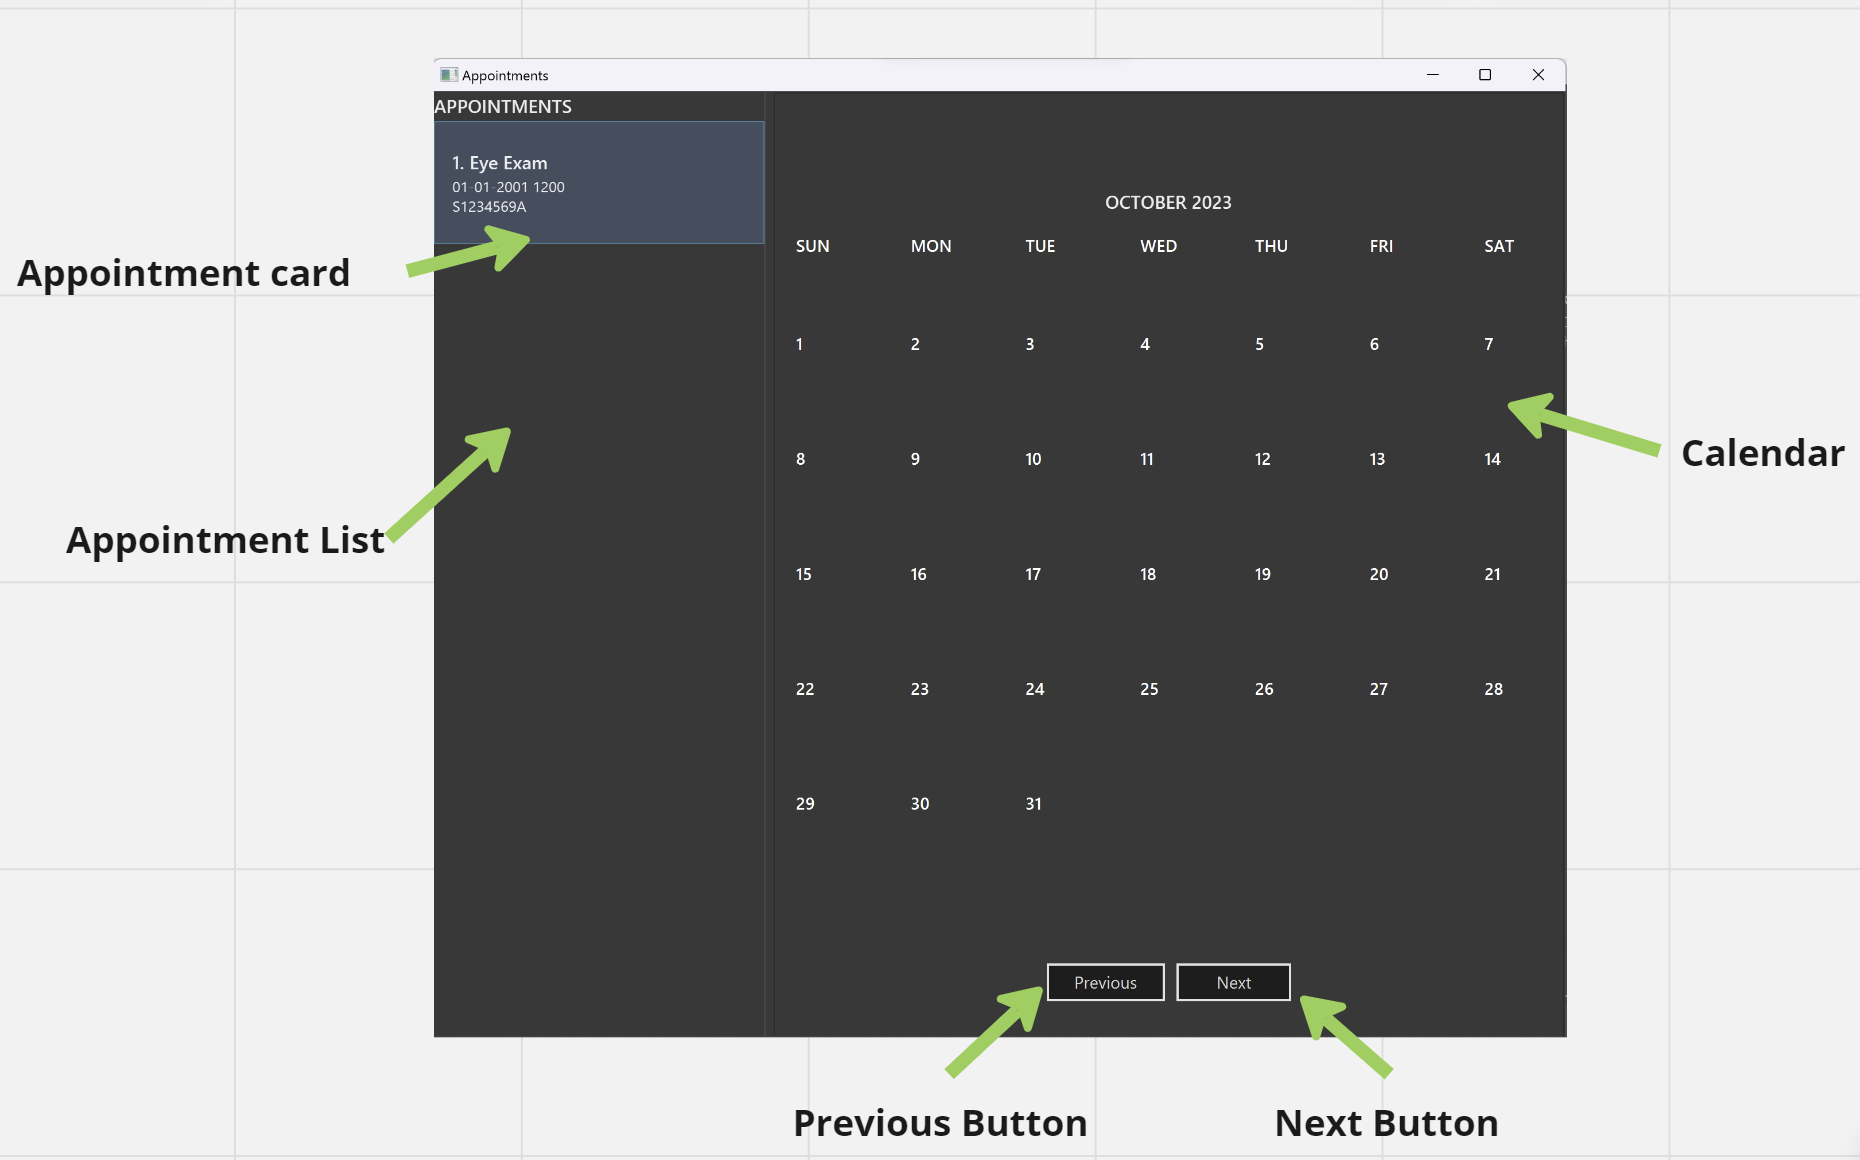 Appointments
APPOINTMENTS
1. Eye Exam
01-01-2001 1200
S1234569A
Appointment card
Appointment List
OCTOBER 2023
SUN MON TUE WED THU FRI SAT
1 2 3 4 5 6 7
8 9 10 11 12 13 14
15 16 17 18 19 20 21
22 23 24 25 26 27 28
29 30 31
Calendar
Previous Next
Previous Button Next Button